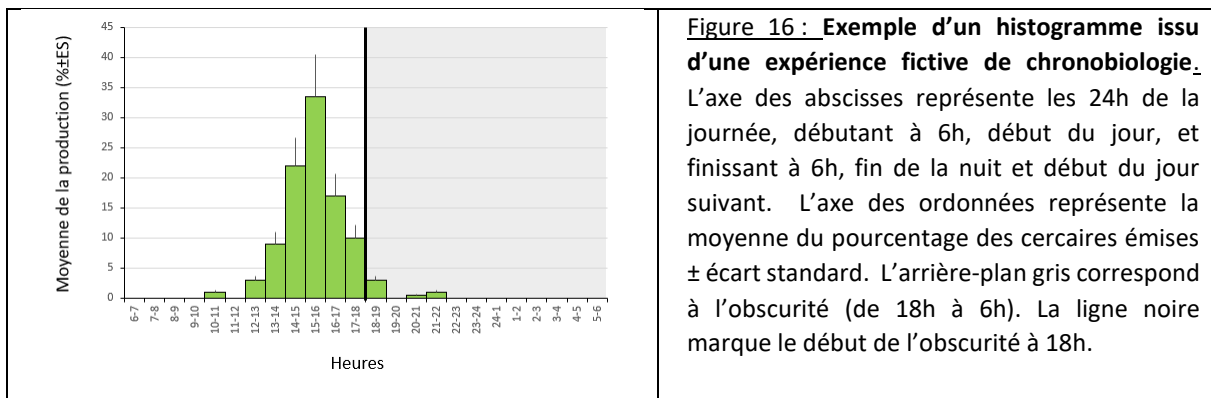 Moyenne de la production (%±ES)
45
40
35
30
25
20
15
10
5
0
6-7
7-8
8-9
9-10
10-11
11-12
12-13
13-14
14-15
15-16
16-17
17-18
18-19
19-20
20-21
21-22
22-23
23-24
24-1
1-2
2-3
3-4
4-5
5-6
Heures
Figure 16 : Exemple d’un histogramme issu
d’une expérience fictive de chronobiologie.
L’axe des abscisses représente les 24h de la
journée, débutant à 6h, début du jour, et
finissant à 6h, fin de la nuit et début du jour
suivant. L’axe des ordonnées représente la
moyenne du pourcentage des cercaires émises
± écart standard. L’arrière-plan gris correspond
à l’obscurité (de 18h à 6h). La ligne noire
marque le début de l’obscurité à 18h.